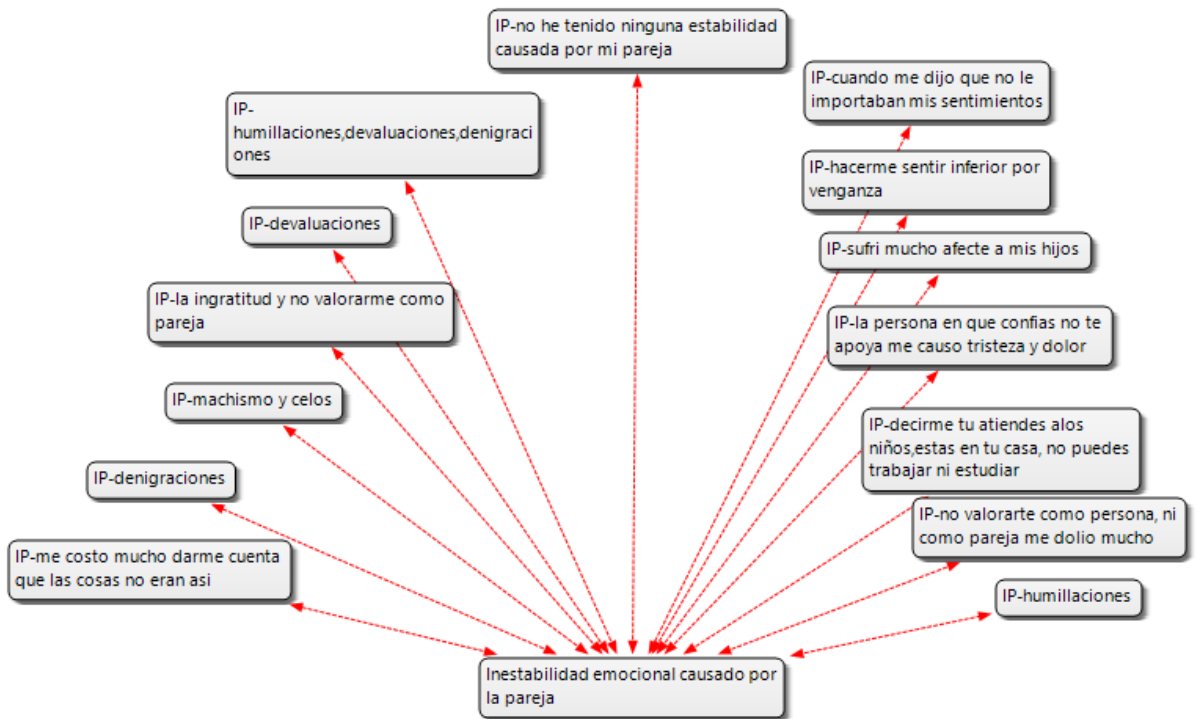 IP-no he tenido ninguna estabilidad
causada por mi pareja
IP-cuando me dijo que no le
importaban mis sentimientos
IP-
humillaciones,devaluaciones,denigraci
ones
IP-hacerme sentir inferior por
venganza
IP-devaluaciones
IP-sufri mucho afecte a mis hijos
IP-la ingratitud y no valorarme como
pareja
IP-la persona en que confias no te
apoya me causo tristeza y dolor
IP-machismo y celos
IP-decirme tu atiendes alos
niños,estas en tu casa, no puedes
trabajar ni estudiar
IP-denigraciones
IP-no valorarte como persona, ni
como pareja me dolio mucho
IP-me costo mucho darme cuenta
que las cosas no eran asi
IP-humillaciones
Inestabilidad emocional causado por
la pareja